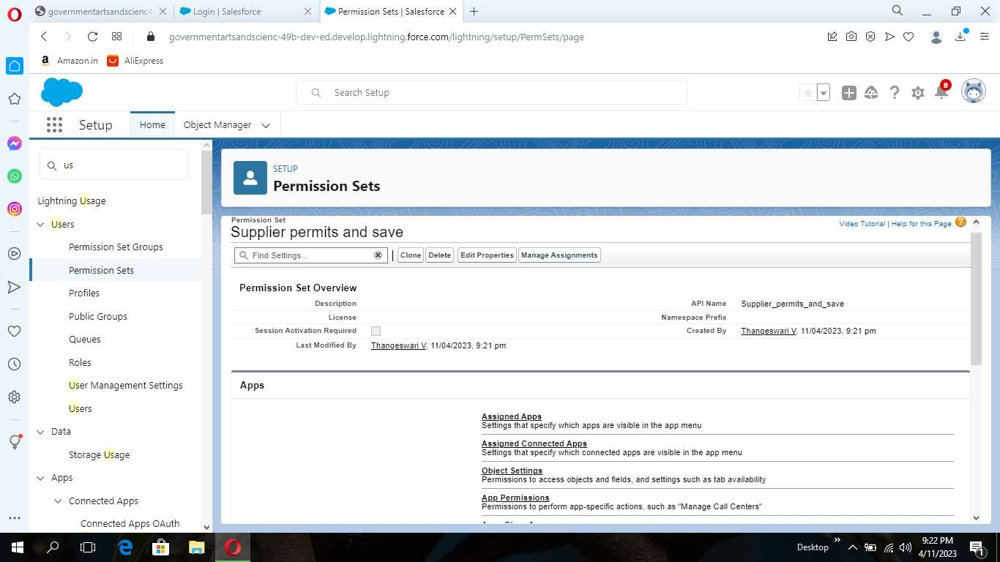 governmentartsandscienc4
Login | Salesforce
Permission Sets | Salesforce
governmentartsandscienc-49b-dev-ed.develop.lightning.force.com/lightning/setup/PermSets/page
Amazon.in
AliExpress
Search Setup
8
Setup
Home
Object Manager
us
Lightning Usage
Users
Permission Set Groups
Permission Sets
Profiles
Public Groups
Queues
Roles
User Management Settings
Users
Data
Storage Usage
Apps
Connected Apps
Connected Apps OAuth
SETUP
Permission Sets
Permission Set
Supplier permits and save
Video Tutorial | Help for this Page
Find Settings...
Clone
Delete
Edit Properties
Manage Assignments
Permission Set Overview
Description
API Name
Supplier_permits_and_save
License
Namespace Prefix
Session Activation Required
Created By
Thangeswari V, 11/04/2023, 9:21 pm
Last Modified By
Thangeswari V, 11/04/2023, 9:21 pm
Apps
Assigned Apps
Settings that specify which apps are visible in the app menu
Assigned Connected Apps
Settings that specify which connected apps are visible in the app menu
Object Settings
Permissions to access objects and fields, and settings such as tab availability
App Permissions
Permissions to perform app-specific actions, such as "Manage Call Centers"
Desktop
9:22 PM
4/11/2023
1